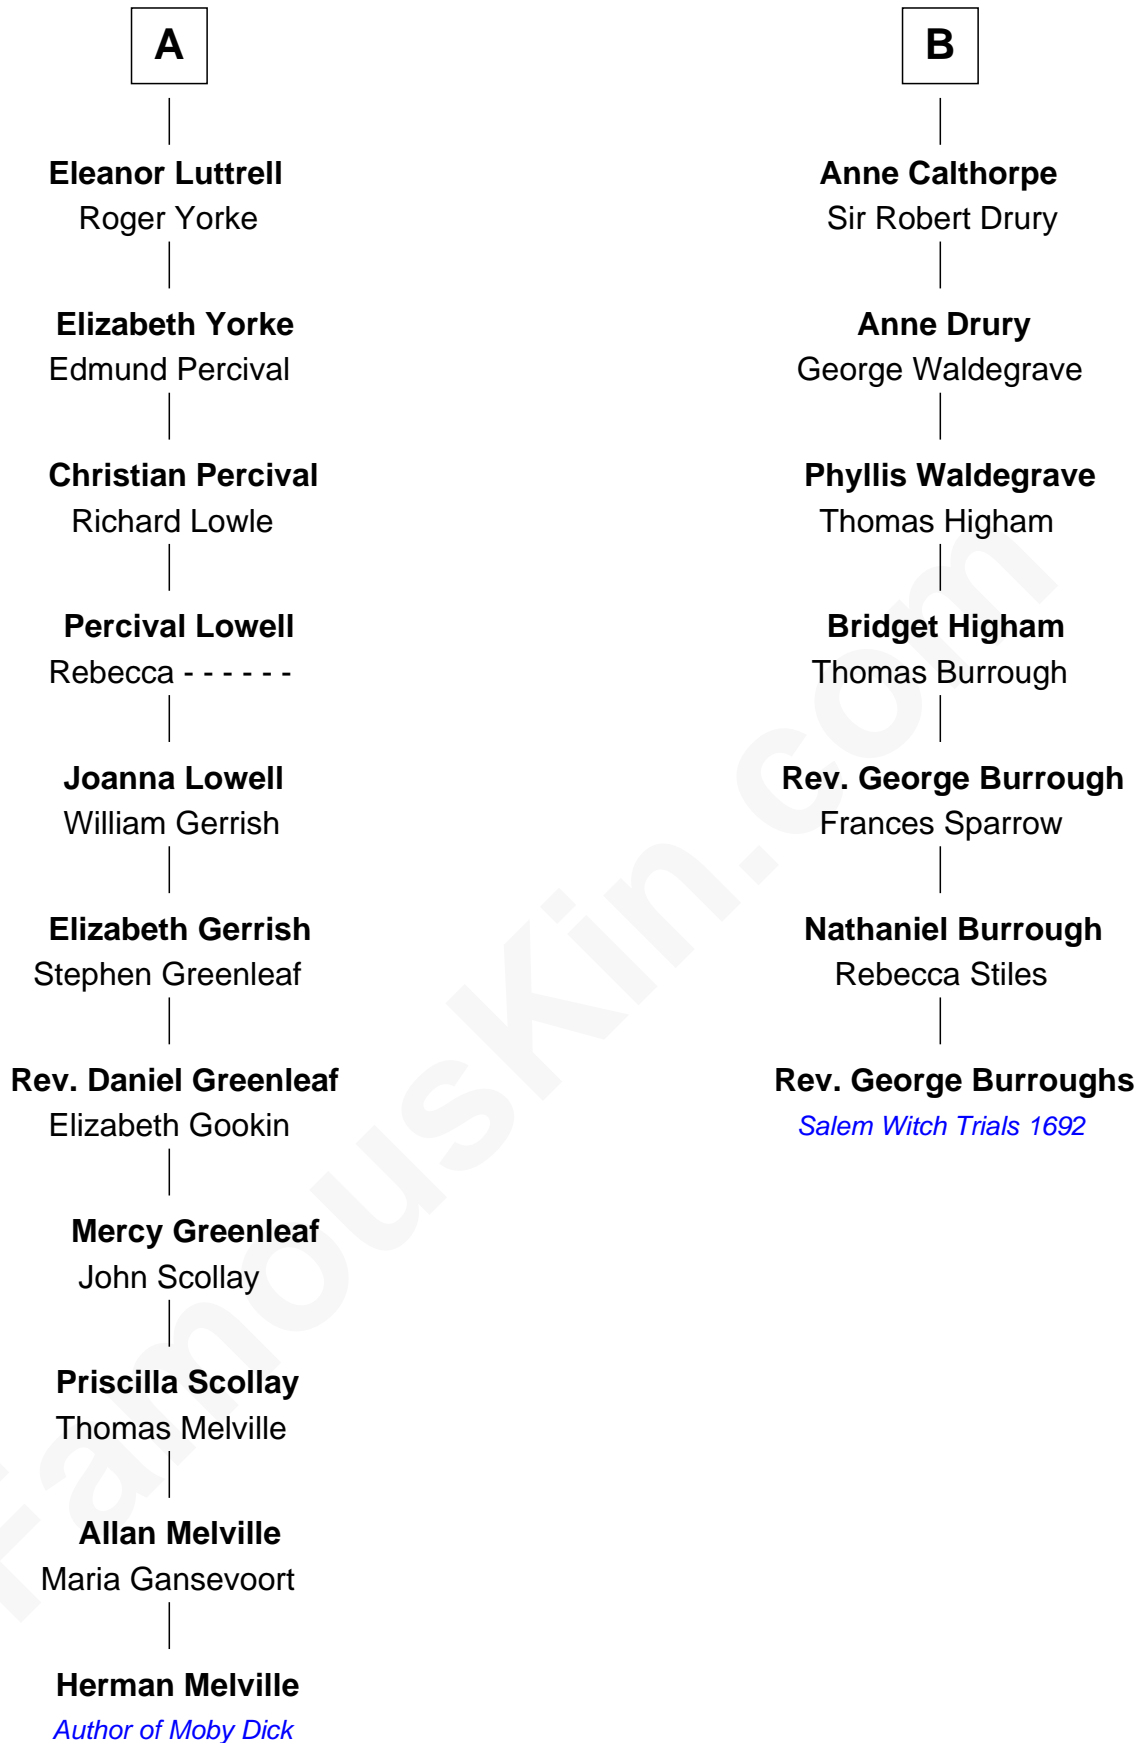 A
Eleanor Luttrell
Roger Yorke
Elizabeth Yorke
Edmund Percival
Christian Percival
Richard Lowle
Percival Lowell
Rebecca - - - - - -
Joanna Lowell
William Gerrish
Elizabeth Gerrish
Stephen Greenleaf
Rev. Daniel Greenleaf
Elizabeth Gookin
Mercy Greenleaf
John Scollay
Priscilla Scollay
Thomas Melville
Allan Melville
Maria Gansevoort
Herman Melville
Author of Moby Dick
B
Anne Calthorpe
Sir Robert Drury
Anne Drury
George Waldegrave
Phyllis Waldegrave
Thomas Higham
Bridget Higham
Thomas Burrough
Rev. George Burrough
Frances Sparrow
Nathaniel Burrough
Rebecca Stiles
Rev. George Burroughs
Salem Witch Trials 1692
FamousKin.com